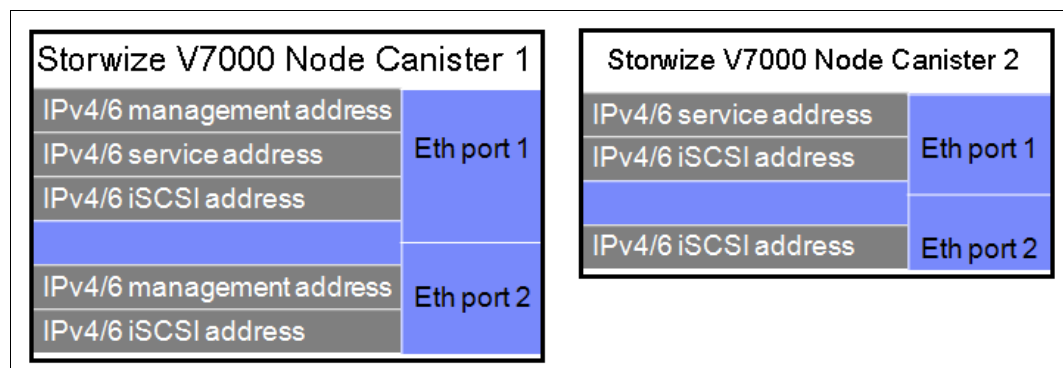 Storwize V7000 Node Canister 1
IPv4/6 management address
IPv4/6 service address
Eth port 1
IPv4/6 iSCSI address
IPv4/6 management address
Eth port 2
IPv4/6 iSCSI address
Storwize V7000 Node Canister 2
IPv4/6 service address
Eth port 1
IPv4/6 iSCSI address
IPv4/6 iSCSI address
Eth port 2